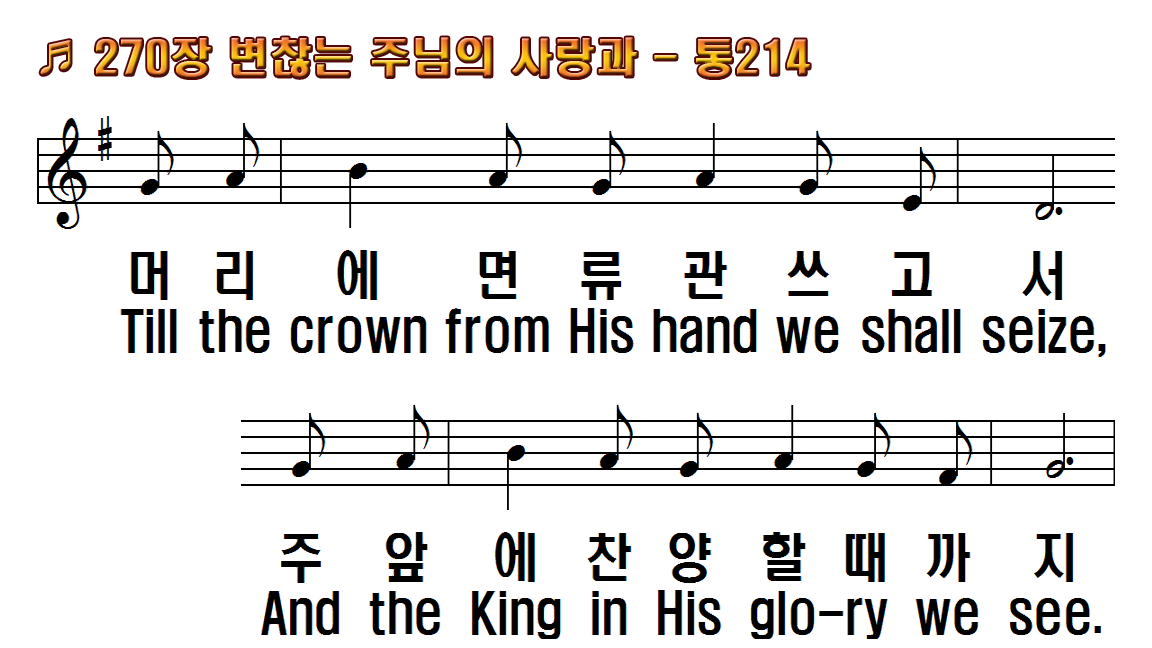 270장 변찮는 주님의 사랑과 - 통214
머 리 에 면 류 관 쓰 고 서
Till the crown from His hand we shall seize,
주 앞 에 찬 양 할 때 까 지
And the King in His glo-ry we see.